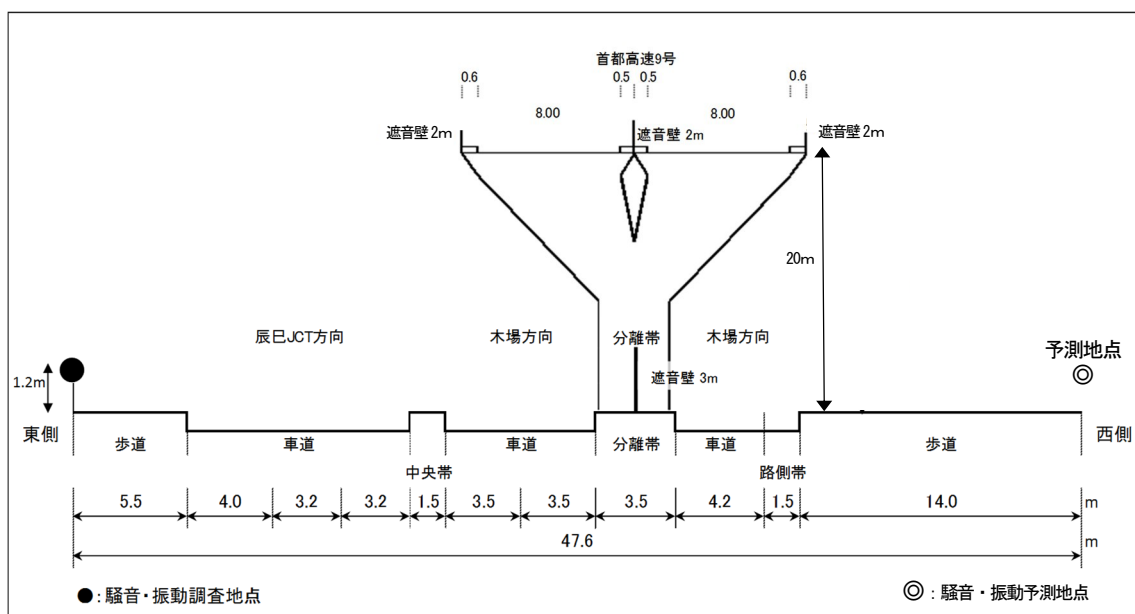 首都高速9号
0.6 0.5 0.5 0.6
8.00 8.00
遮音壁 2m 遮音壁 2m 遮音壁 2m
20m
辰巳JCT方向 木場方向 分離帯 木場方向 予測地点
1.2m 遮音壁 3m
東側 西側
歩道 車道 車道 分離帯 車道 歩道
中央帯 路側帯
5.5 4.0 3.2 3.2 1.5 3.5 3.5 3.5 4.2 1.5 14.0 m
47.6 m
●:騒音・振動調査地点 ◎:騒音・振動予測地点